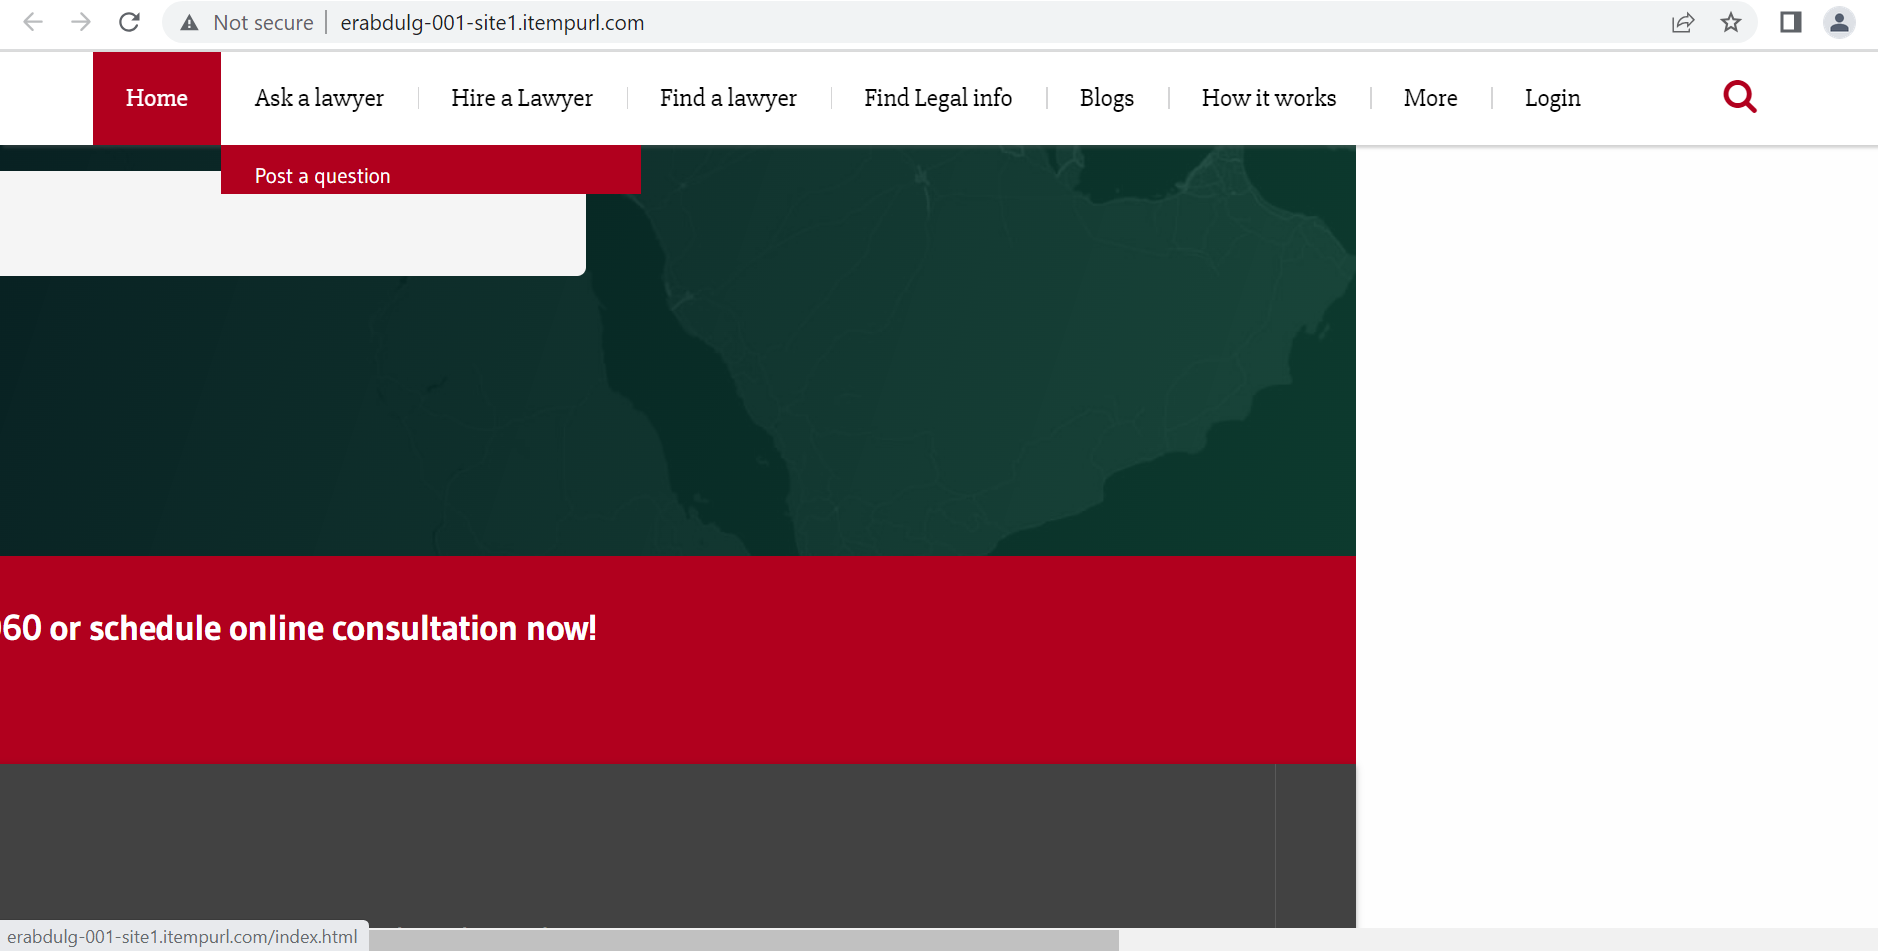 Not secure | erabdulg-001-site1.itempurl.com
Home Ask a lawyer Hire a Lawyer Find a lawyer Find Legal info Blogs How it works More Login
Post a question
60 or schedule online consultation now!
erabdulg-001-site1.itempurl.com/index.html